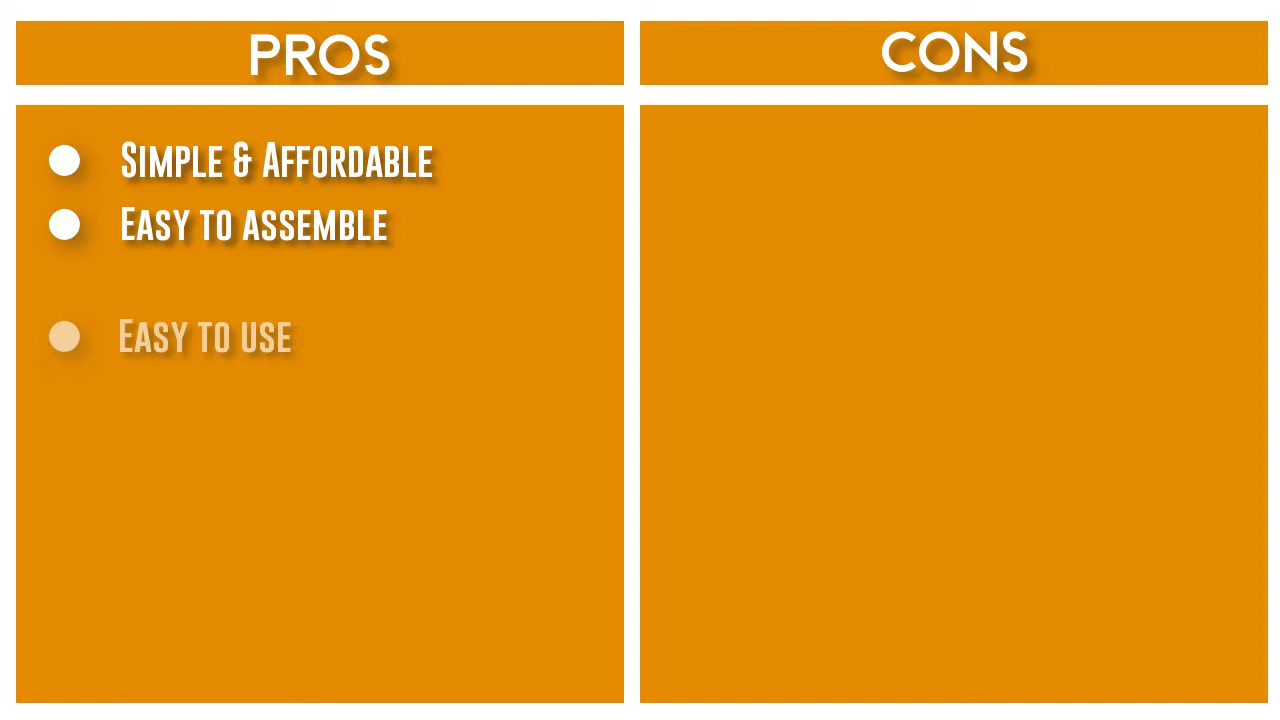 PROS
CONS
Simple & Affordable
Easy to assemble
Easy to use